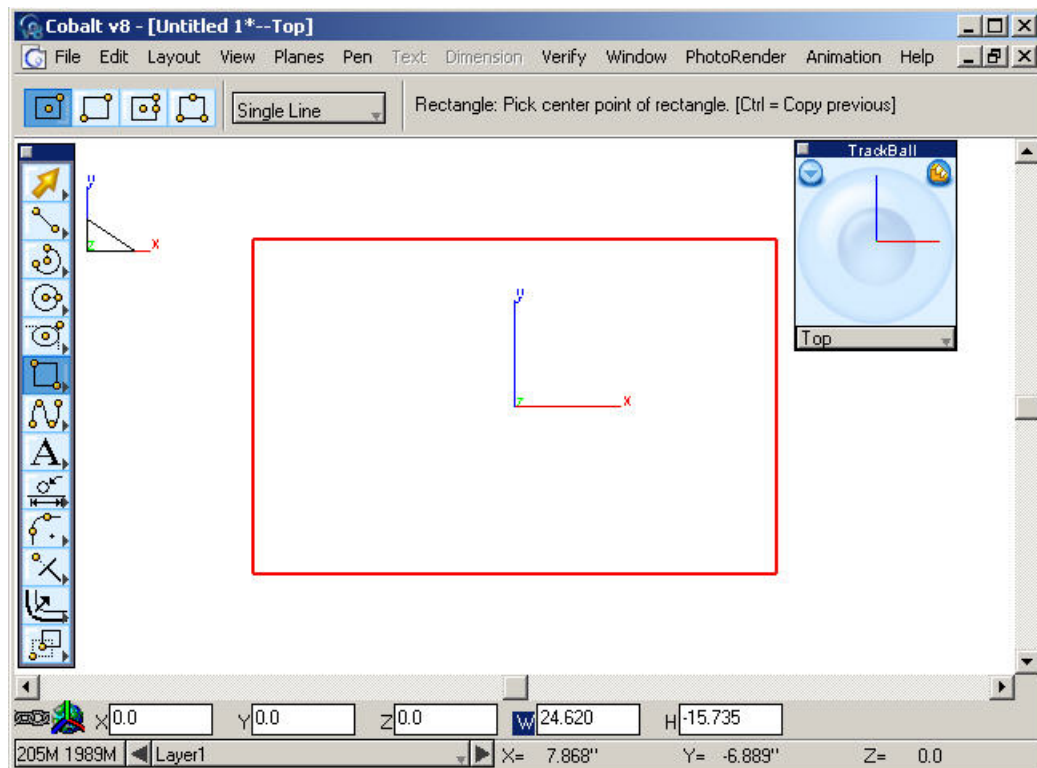 Cobalt v8 - [Untitled 1*--Top]
File Edit Layout View Planes Pen Text Dimension Verify Window PhotoRender Animation Help
Single Line Rectangle: Pick center point of rectangle. [Ctrl = Copy previous]
TrackBall
y
z x
y
z x
Top
A
X 0.0 Y 0.0 Z 0.0 W 24.620 H -15.735
205M 1989M Layer1 X= 7.868" Y= -6.889" Z= 0.0